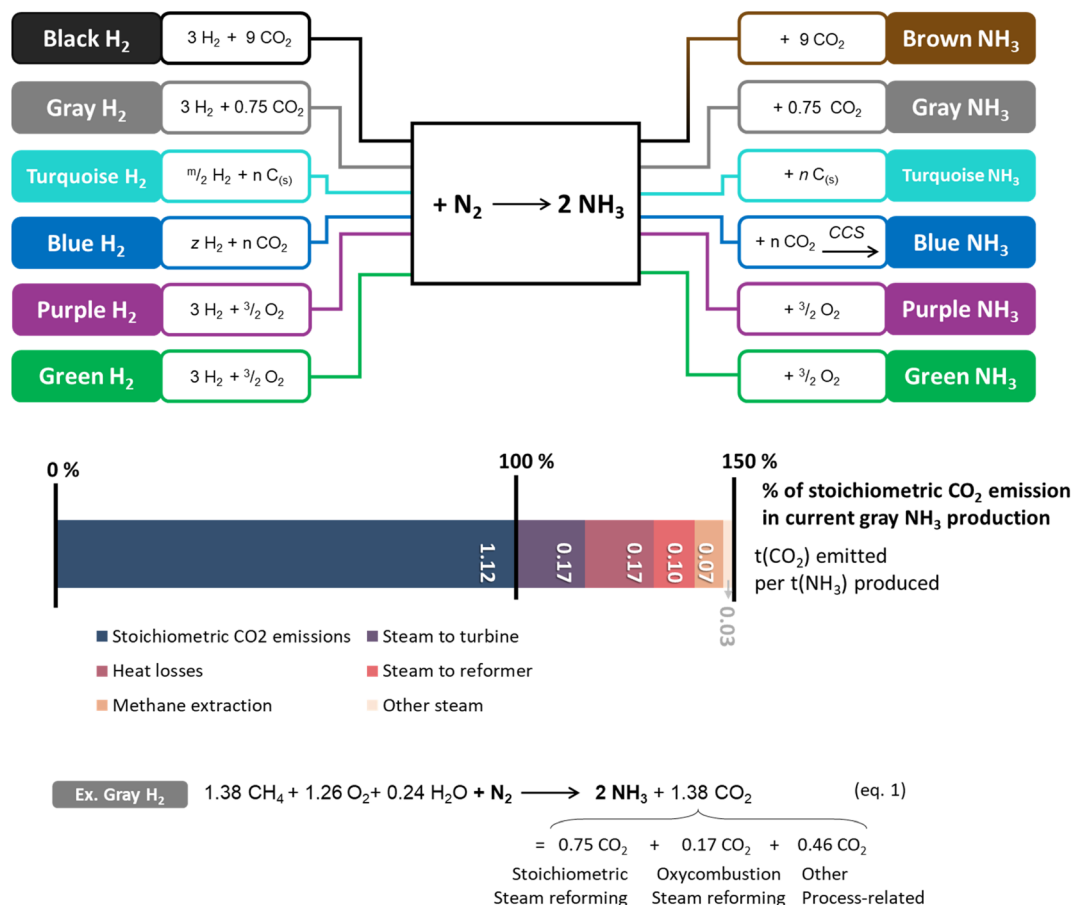 Black H₂ 3 H₂ + 9 CO₂ + 9 CO₂ Brown NH₃
Gray H₂ 3 H₂ + 0.75 CO₂ + 0.75 CO₂ Gray NH₃
Turquoise H₂ ᵐ/₂ H₂ + n C₍ₛ₎ + n C₍ₛ₎ Turquoise NH₃
+ N₂ ⟶ 2 NH₃
Blue H₂ z H₂ + n CO₂ + n CO₂ CCS ⟶ Blue NH₃
Purple H₂ 3 H₂ + ³/₂ O₂ + ³/₂ O₂ Purple NH₃
Green H₂ 3 H₂ + ³/₂ O₂ + ³/₂ O₂ Green NH₃
0 % 100 % 150 %
% of stoichiometric CO₂ emission
in current gray NH₃ production
t(CO₂) emitted
per t(NH₃) produced
1.12 0.17 0.17 0.10 0.07 0.03
Stoichiometric CO2 emissions Steam to turbine
Heat losses Steam to reformer
Methane extraction Other steam
Ex. Gray H₂ 1.38 CH₄ + 1.26 O₂+ 0.24 H₂O + N₂ ⟶ 2 NH₃ + 1.38 CO₂ (eq. 1)
= 0.75 CO₂ + 0.17 CO₂ + 0.46 CO₂
Stoichiometric Oxycombustion Other
Steam reforming Steam reforming Process-related